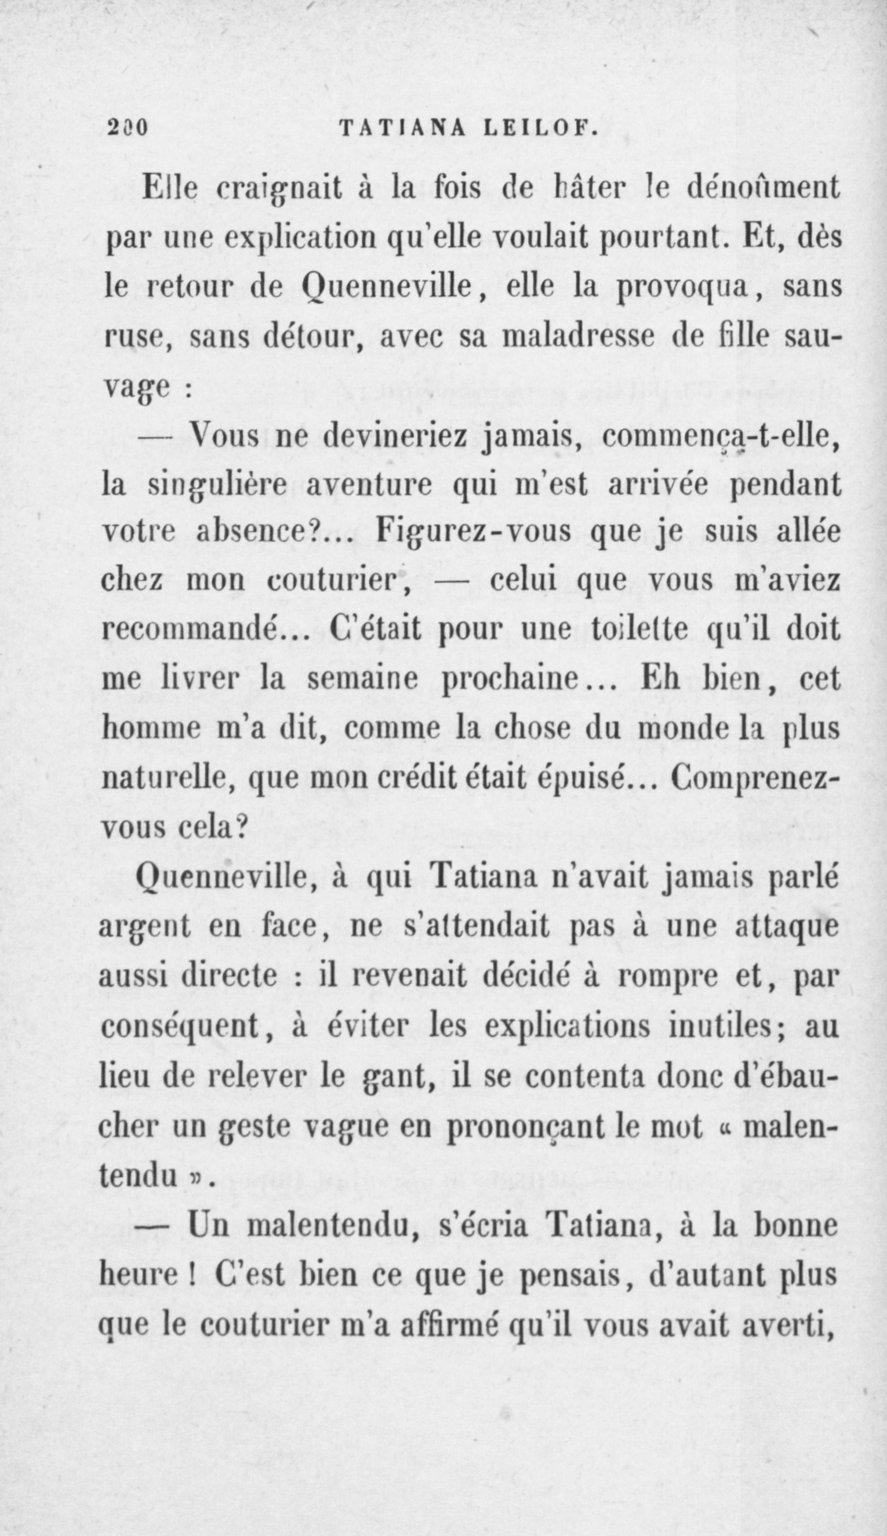 200 TATIANA LEILOF.
Elle craignait à la fois de hâter le dénoûment
par une explication qu'elle voulait pourtant. Et, dès
le retour de Quenneville, elle la provoqua, sans
ruse, sans détour, avec sa maladresse de fille sau-
vage :
— Vous ne devineriez jamais, commença-t-elle,
la singulière aventure qui m'est arrivée pendant
votre absence?... Figurez-vous que je suis allée
chez mon couturier, — celui que vous m'aviez
recommandé... C'était pour une toilette qu'il doit
me livrer la semaine prochaine... Eh bien, cet
homme m'a dit, comme la chose du monde la plus
naturelle, que mon crédit était épuisé... Comprenez-
vous cela?
Quenneville, à qui Tatiana n'avait jamais parlé
argent en face, ne s'attendait pas à une attaque
aussi directe : il revenait décidé à rompre et, par
conséquent, à éviter les explications inutiles; au
lieu de relever le gant, il se contenta donc d'ébau-
cher un geste vague en prononçant le mot « malen-
tendu ».
— Un malentendu, s'écria Tatiana, à la bonne
heure ! C'est bien ce que je pensais, d'autant plus
que le couturier m'a affirmé qu'il vous avait averti,